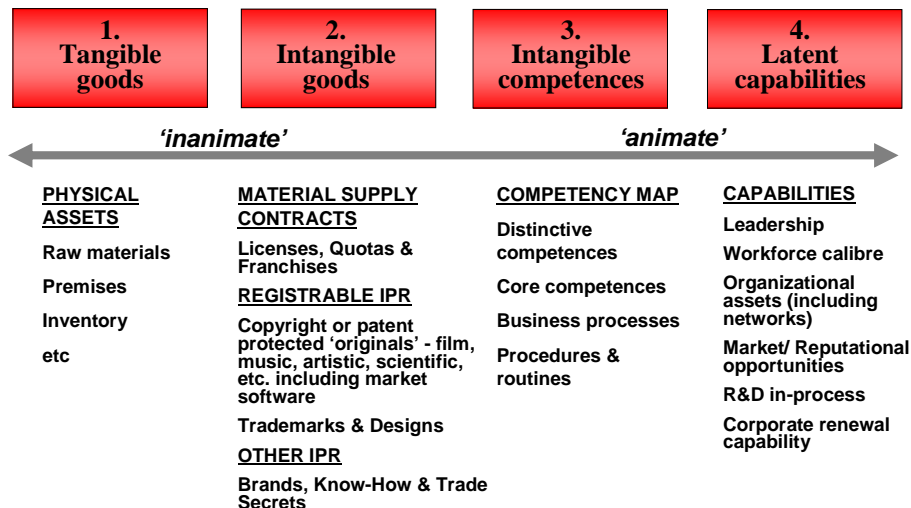 1.
Tangible
goods
2.
Intangible
goods
3.
Intangible
competences
4.
Latent
capabilities
‘inanimate’
‘animate’
PHYSICAL
ASSETS
Raw materials
Premises
Inventory
etc
MATERIAL SUPPLY
CONTRACTS
Licenses, Quotas &
Franchises
REGISTRABLE IPR
Copyright or patent
protected ‘originals’ - film,
music, artistic, scientific,
etc. including market
software
Trademarks & Designs
OTHER IPR
Brands, Know-How & Trade
Secrets
COMPETENCY MAP
Distinctive
competences
Core competences
Business processes
Procedures &
routines
CAPABILITIES
Leadership
Workforce calibre
Organizational
assets (including
networks)
Market/ Reputational
opportunities
R&D in-process
Corporate renewal
capability